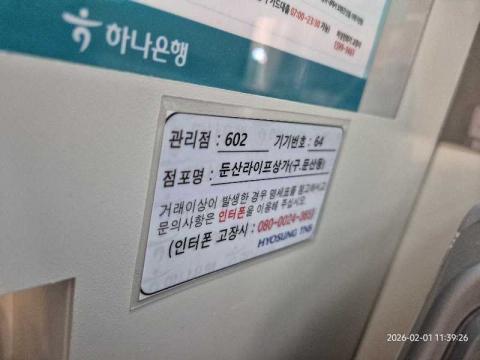 하나은행
관리점 : 602 기기번호 : 64
점포명 : 둔산라이프상가(구.둔산동)
거래이상이 발생한 경우 명세표를 참고하시고
문의사항은 인터폰을 이용해 주십시오.
(인터폰 고장시 : 080-0024-365)
HYOSUNG TNS
2026-02-01 11:39:26